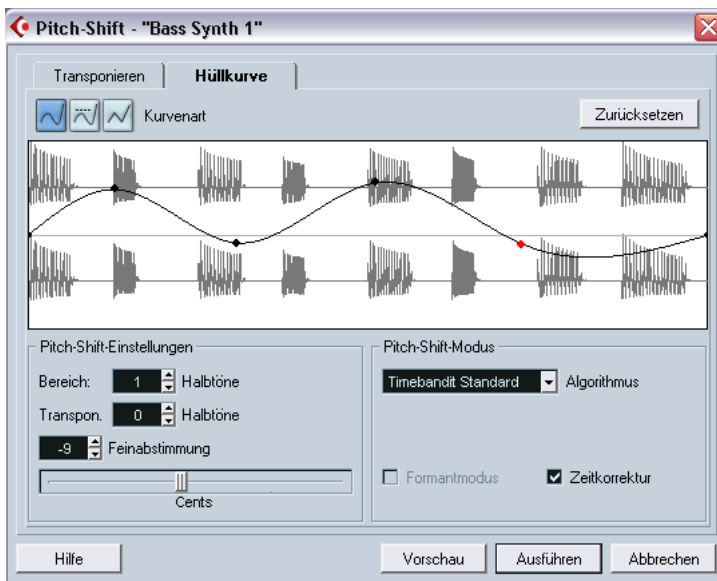 Pitch-Shift - "Bass Synth 1"
Transponieren Hüllkurve
Kurvenart Zurücksetzen
Pitch-Shift-Einstellungen
Bereich: 1 Halbtöne
Transpon. 0 Halbtöne
-9 Feinabstimmung
Cents
Pitch-Shift-Modus
Timebandit Standard Algorithmus
Formantmodus Zeitkorrektur
Hilfe Vorschau Ausführen Abbrechen